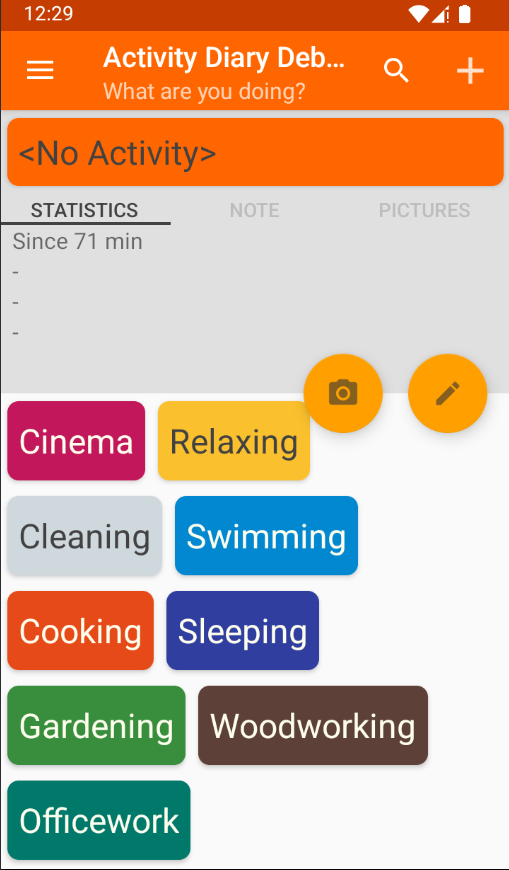 12:29
Activity Diary Deb...
What are you doing?
<No Activity>
STATISTICS NOTE PICTURES
Since 71 min
-
-
-
Cinema Relaxing
Cleaning Swimming
Cooking Sleeping
Gardening Woodworking
Officework